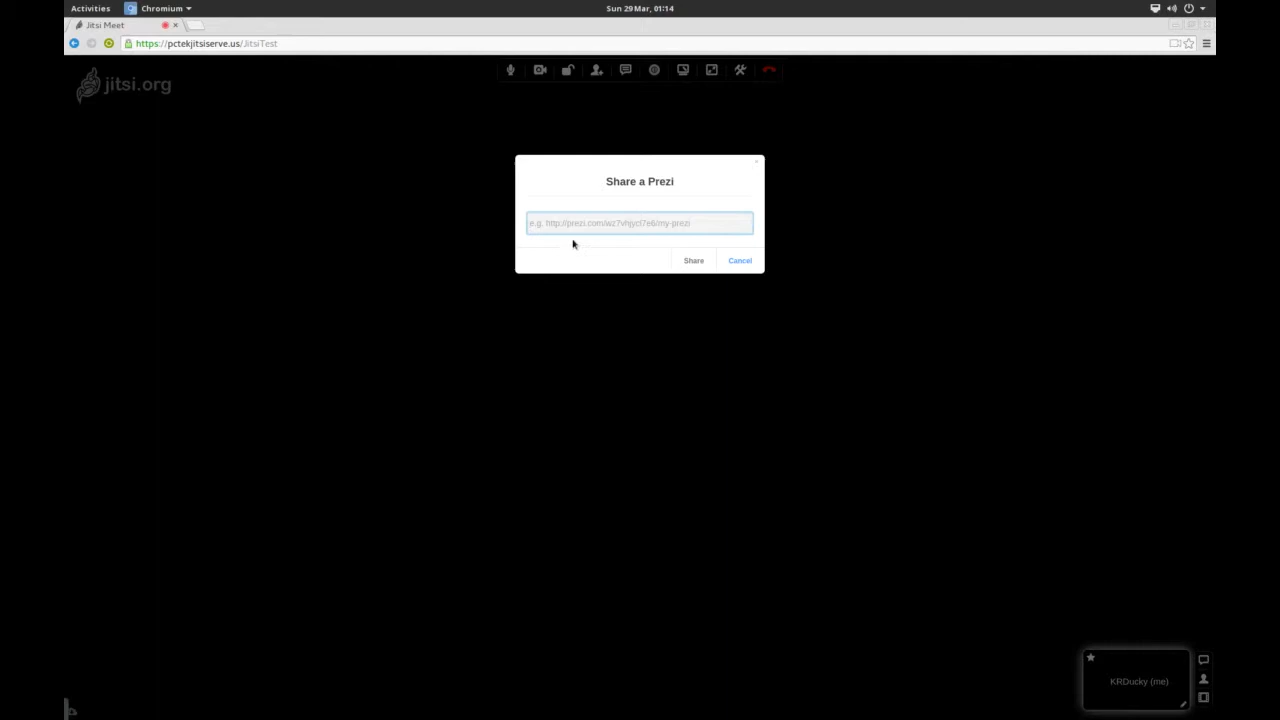 Activities Chromium Sun 29 Mar, 01:14
Jitsi Meet
https://pctekjitsiserve.us/JitsiTest
jitsi.org
Share a Prezi
e.g. http://prezi.com/wz7vhjycl7e6/my-prezi
Share Cancel
KRDucky (me)